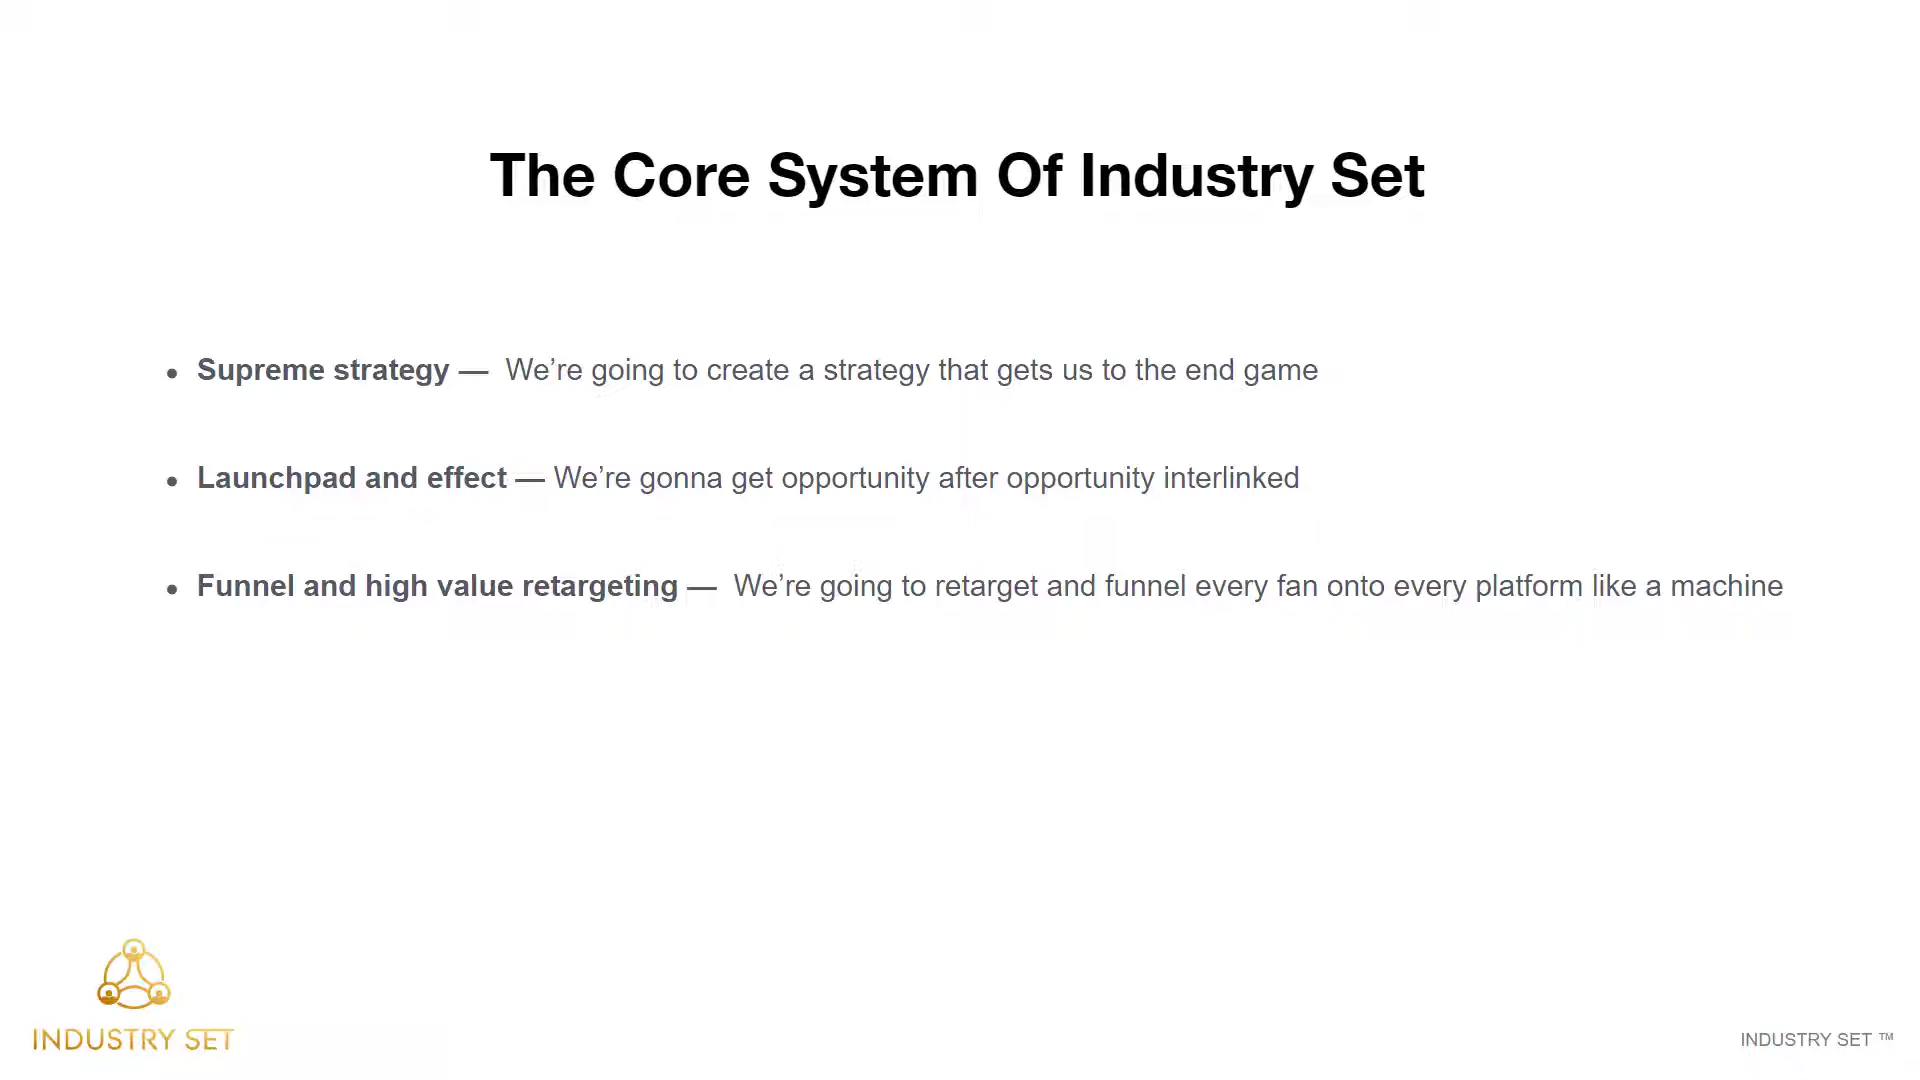 The Core System Of Industry Set
• Supreme strategy — We’re going to create a strategy that gets us to the end game
• Launchpad and effect — We’re gonna get opportunity after opportunity interlinked
• Funnel and high value retargeting — We’re going to retarget and funnel every fan onto every platform like a machine
INDUSTRY SET
INDUSTRY SET ™